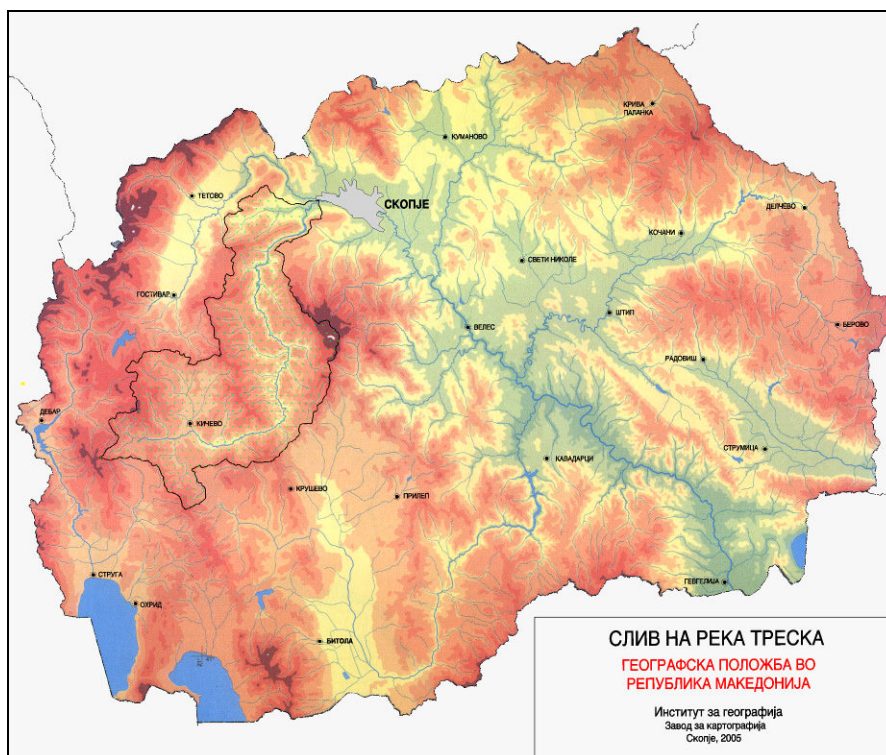 КРИВА
ПАЛАНКА
КУМАНОВО
ТЕТОВО
СКОПЈЕ
ДЕЛЧЕВО
КОЧАНИ
СВЕТИ НИКОЛЕ
ГОСТИВАР
ШТИП
ВЕЛЕС
БЕРОВО
РАДОВИШ
ДЕБАР
КИЧЕВО
СТРУМИЦА
КАВАДАРЦИ
КРУШЕВО
ПРИЛЕП
СТРУГА
ГЕВГЕЛИЈА
ОХРИД
БИТОЛА
СЛИВ НА РЕКА ТРЕСКА
ГЕОГРАФСКА ПОЛОЖБА ВО
РЕПУБЛИКА МАКЕДОНИЈА
Институт за географија
Завод за картографија
Скопје, 2005